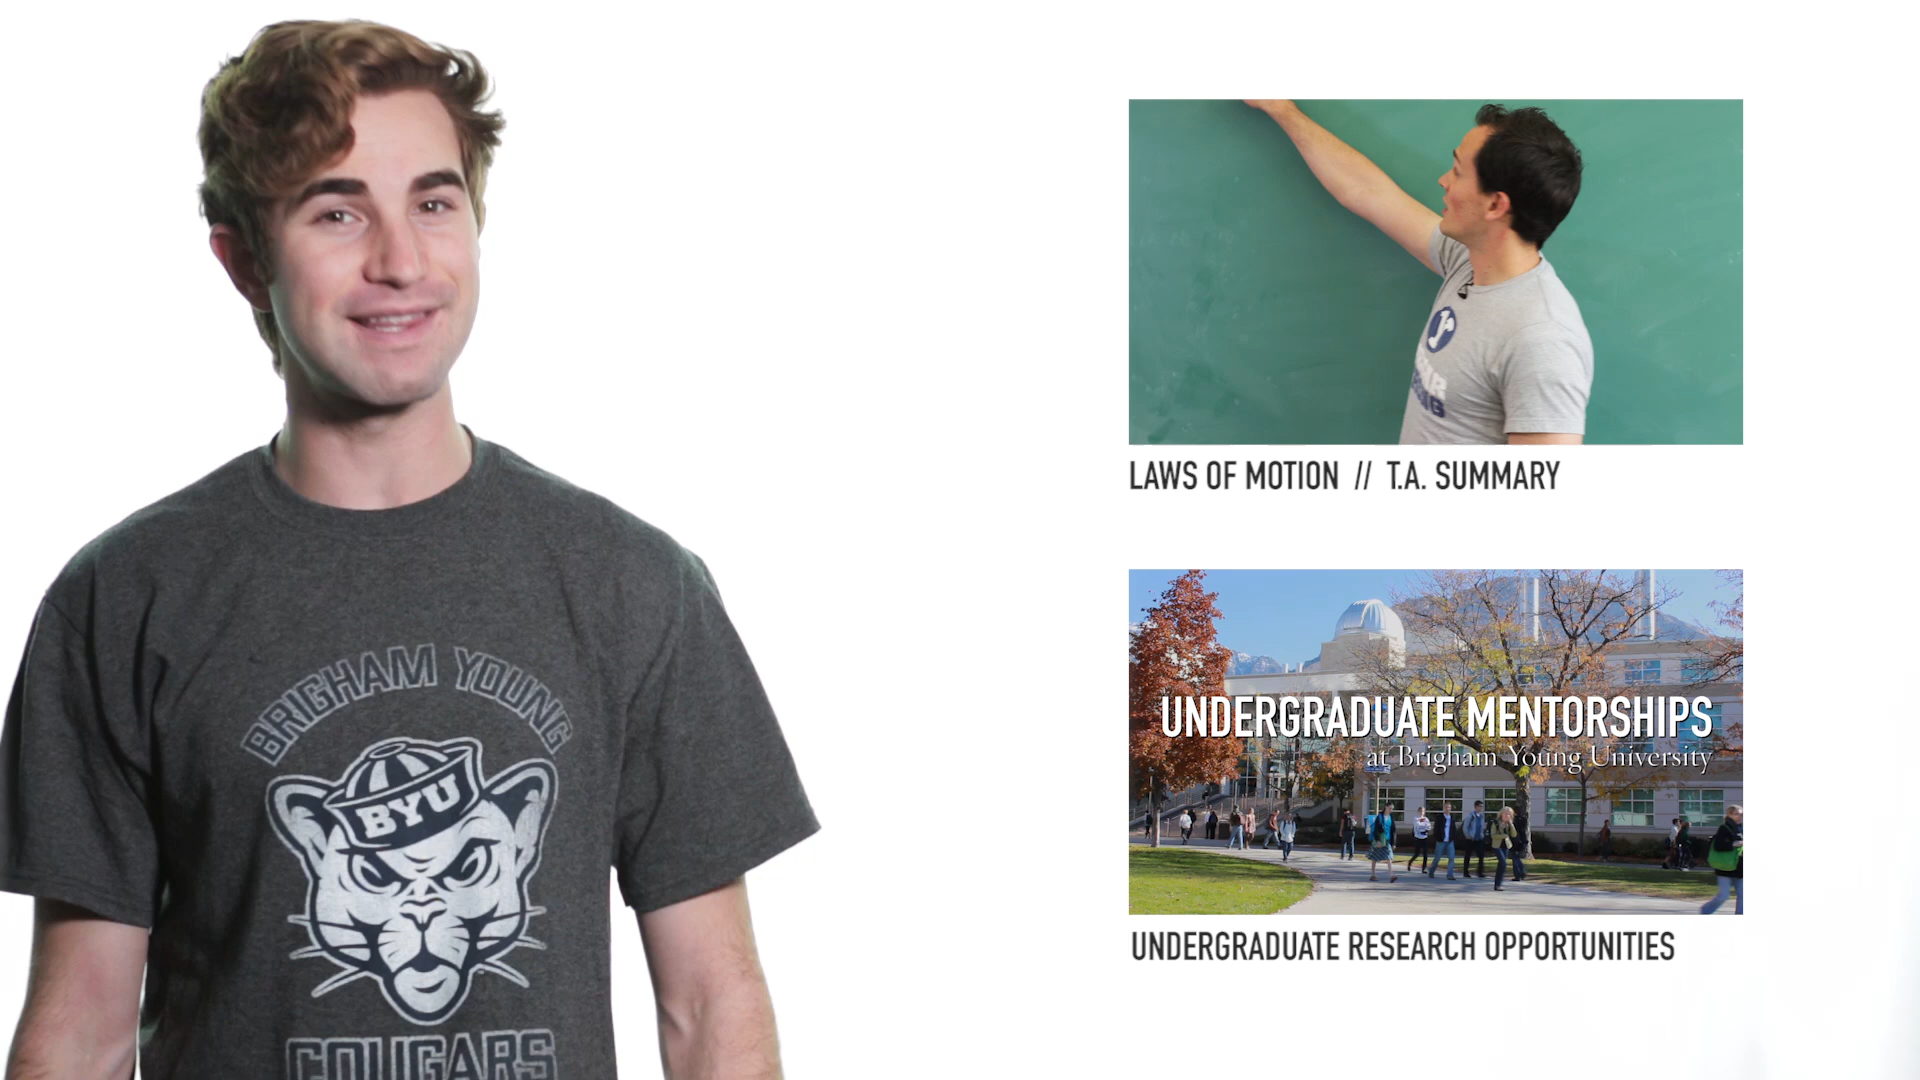 BRIGHAM YOUNG
BYU
COUGARS
LAWS OF MOTION // T.A. SUMMARY
UNDERGRADUATE MENTORSHIPS
at Brigham Young University
UNDERGRADUATE RESEARCH OPPORTUNITIES